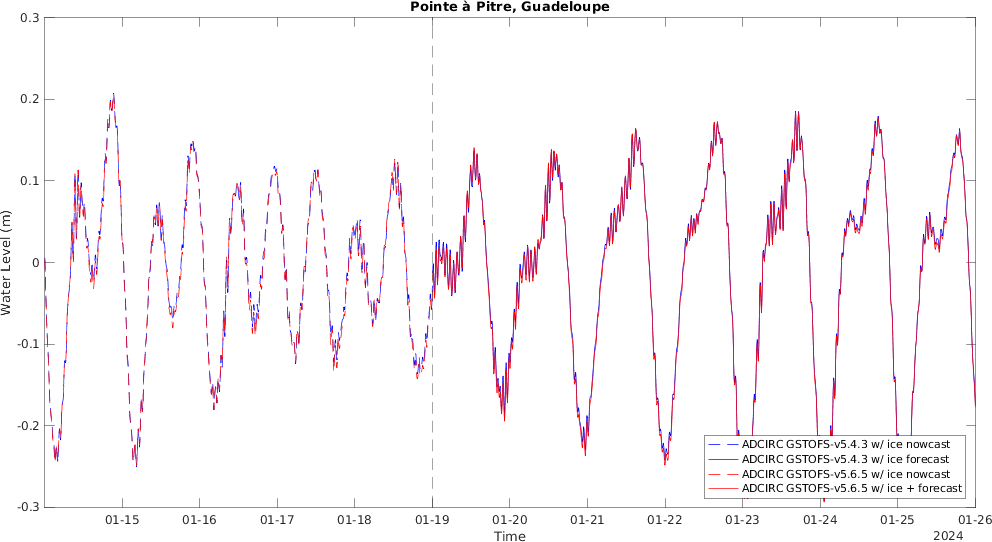 Pointe à Pitre, Guadeloupe
0.3
0.2
0.1
0
-0.1
-0.2
-0.3
Water Level (m)
01-15
01-16
01-17
01-18
01-19
01-20
01-21
01-22
01-23
01-24
01-25
01-26
Time
2024
ADCIRC GSTOFS-v5.4.3 w/ ice nowcast
ADCIRC GSTOFS-v5.4.3 w/ ice forecast
ADCIRC GSTOFS-v5.6.5 w/ ice nowcast
ADCIRC GSTOFS-v5.6.5 w/ ice + forecast